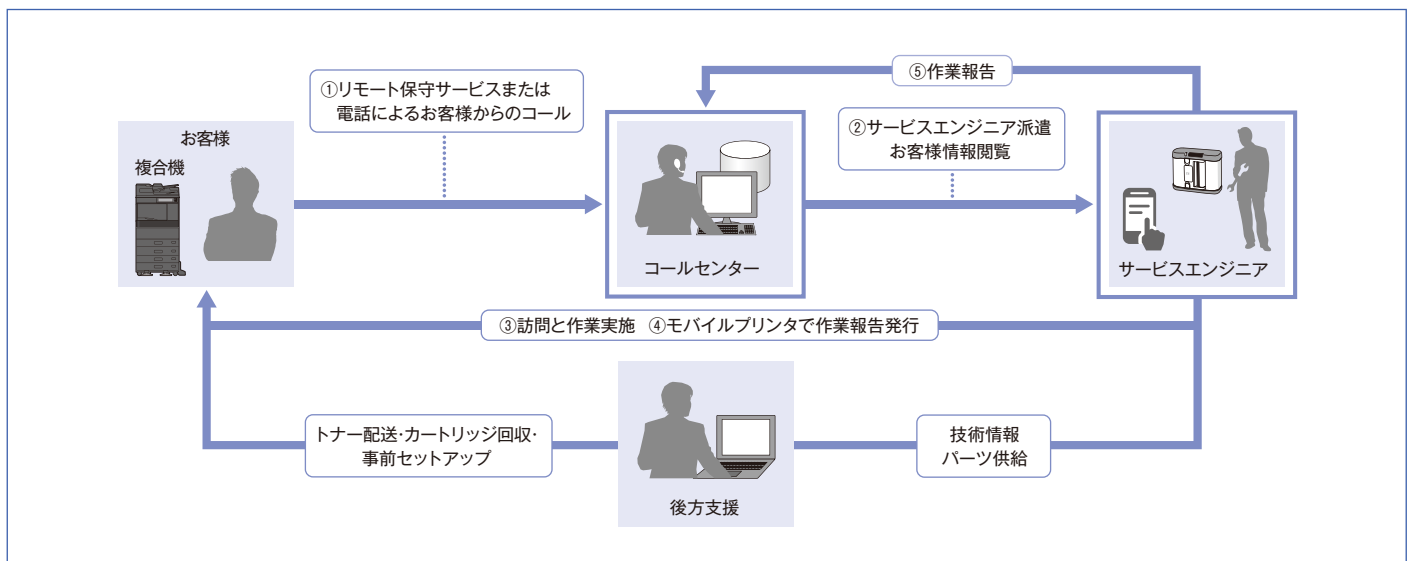 ⑤作業報告
①リモート保守サービスまたは
電話によるお客様からのコール
②サービスエンジニア派遣
お客様情報閲覧
お客様
複合機
コールセンター
サービスエンジニア
③訪問と作業実施 ④モバイルプリンタで作業報告発行
トナー配送・カートリッジ回収・
事前セットアップ
技術情報
パーツ供給
後方支援